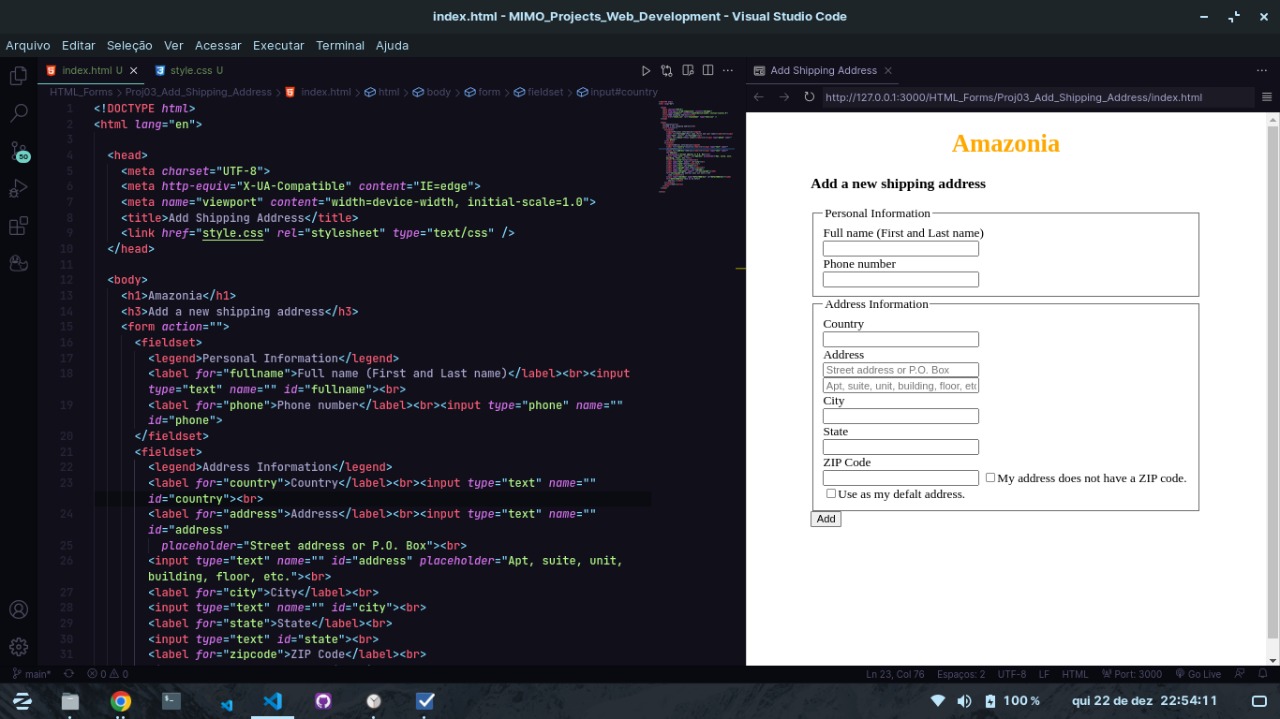 index.html - MIMO_Projects_Web_Development - Visual Studio Code
Arquivo Editar Seleção Ver Acessar Executar Terminal Ajuda
index.html U style.css U
HTML_Forms > Proj03_Add_Shipping_Address > index.html > html > body > form > fieldset > input#country
1 <!DOCTYPE html>
2 <html lang="en">
3
4 <head>
5 <meta charset="UTF-8">
6 <meta http-equiv="X-UA-Compatible" content="IE=edge">
7 <meta name="viewport" content="width=device-width, initial-scale=1.0">
8 <title>Add Shipping Address</title>
9 <link href="style.css" rel="stylesheet" type="text/css" />
10 </head>
11
12 <body>
13 <h1>Amazonia</h1>
14 <h3>Add a new shipping address</h3>
15 <form action="">
16 <fieldset>
17 <legend>Personal Information</legend>
18 <label for="fullname">Full name (First and Last name)</label><br><input
type="text" name="" id="fullname"><br>
19 <label for="phone">Phone number</label><br><input type="phone" name=""
id="phone">
20 </fieldset>
21 <fieldset>
22 <legend>Address Information</legend>
23 <label for="country">Country</label><br><input type="text" name=""
id="country"><br>
24 <label for="address">Address</label><br><input type="text" name=""
id="address"
25 placeholder="Street address or P.O. Box"><br>
26 <input type="text" name="" id="address" placeholder="Apt, suite, unit,
building, floor, etc."><br>
27 <label for="city">City</label><br>
28 <input type="text" name="" id="city"><br>
29 <label for="state">State</label><br>
30 <input type="text" id="state"><br>
31 <label for="zipcode">ZIP Code</label><br>
50
Add Shipping Address
http://127.0.0.1:3000/HTML_Forms/Proj03_Add_Shipping_Address/index.html
Amazonia
Add a new shipping address
Personal Information
Full name (First and Last name)
Phone number
Address Information
Country
Address
Street address or P.O. Box
Apt, suite, unit, building, floor, etc
City
State
ZIP Code
My address does not have a ZIP code.
Use as my defalt address.
Add
main* 0 0 Ln 23, Col 76 Espaços: 2 UTF-8 LF HTML Port: 3000 Go Live
100 % qui 22 de dez 22:54:11